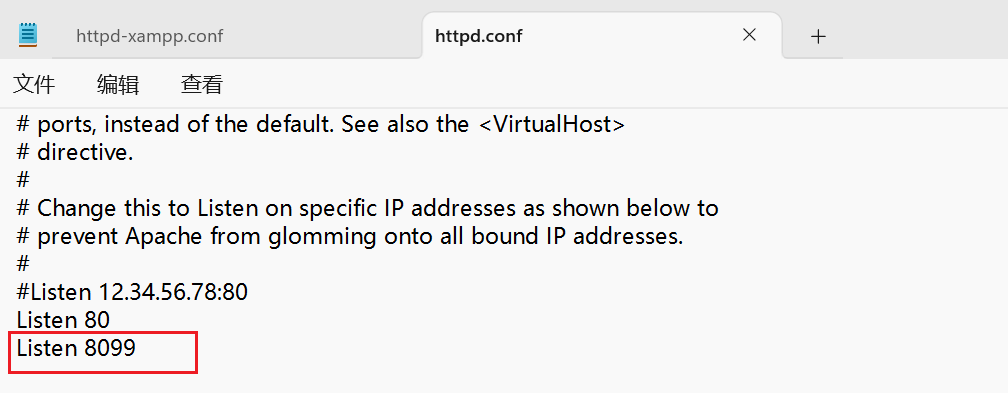 httpd-xampp.conf httpd.conf
文件 编辑 查看
# ports, instead of the default. See also the <VirtualHost>
# directive.
#
# Change this to Listen on specific IP addresses as shown below to
# prevent Apache from glomming onto all bound IP addresses.
#
#Listen 12.34.56.78:80
Listen 80
Listen 8099